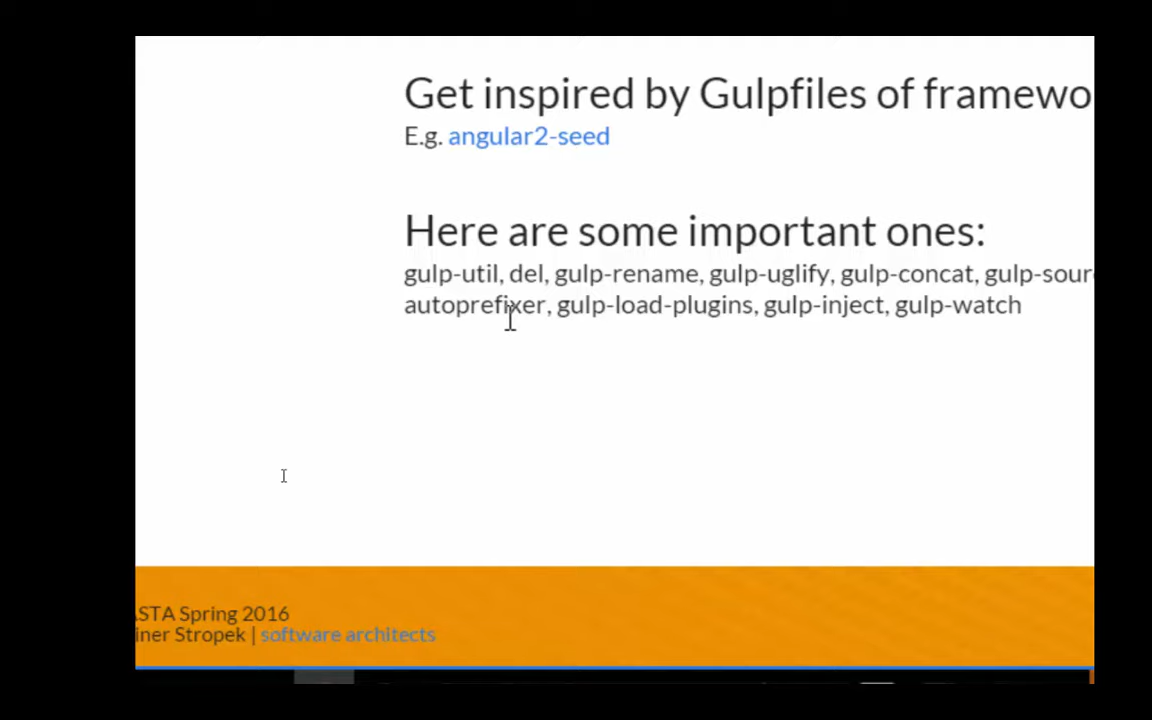 Get inspired by Gulpfiles of framewo
E.g. angular2-seed
Here are some important ones:
gulp-util, del, gulp-rename, gulp-uglify, gulp-concat, gulp-sour
autoprefixer, gulp-load-plugins, gulp-inject, gulp-watch
ASTA Spring 2016
iner Stropek | software architects